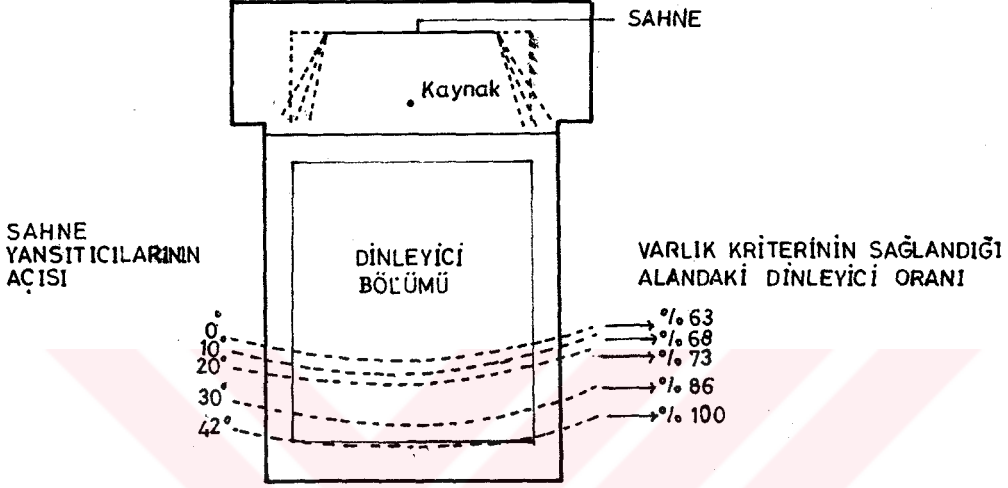 SAHNE
Kaynak
SAHNE
YANSITICILARININ
AÇISI
DİNLEYİCİ
BÖLÜMÜ
VARLIK KRİTERİNİN SAĞLANDIĞI
ALANDAKİ DİNLEYİCİ ORANI
0°
10°
20°
30°
42°
% 63
% 68
% 73
% 86
% 100